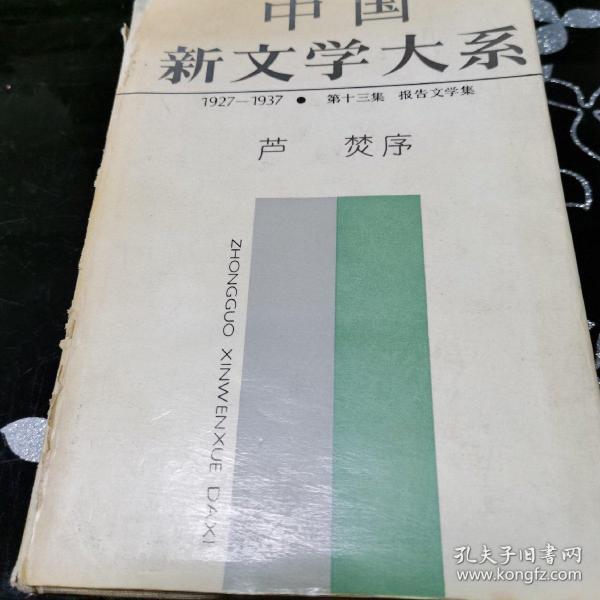 中国
新文学大系
1927—1937 ● 第十三集 报告文学集
芦 焚序
ZHONGGUO XINWENXUE DAXI
孔夫子旧书网
www.kongfz.com